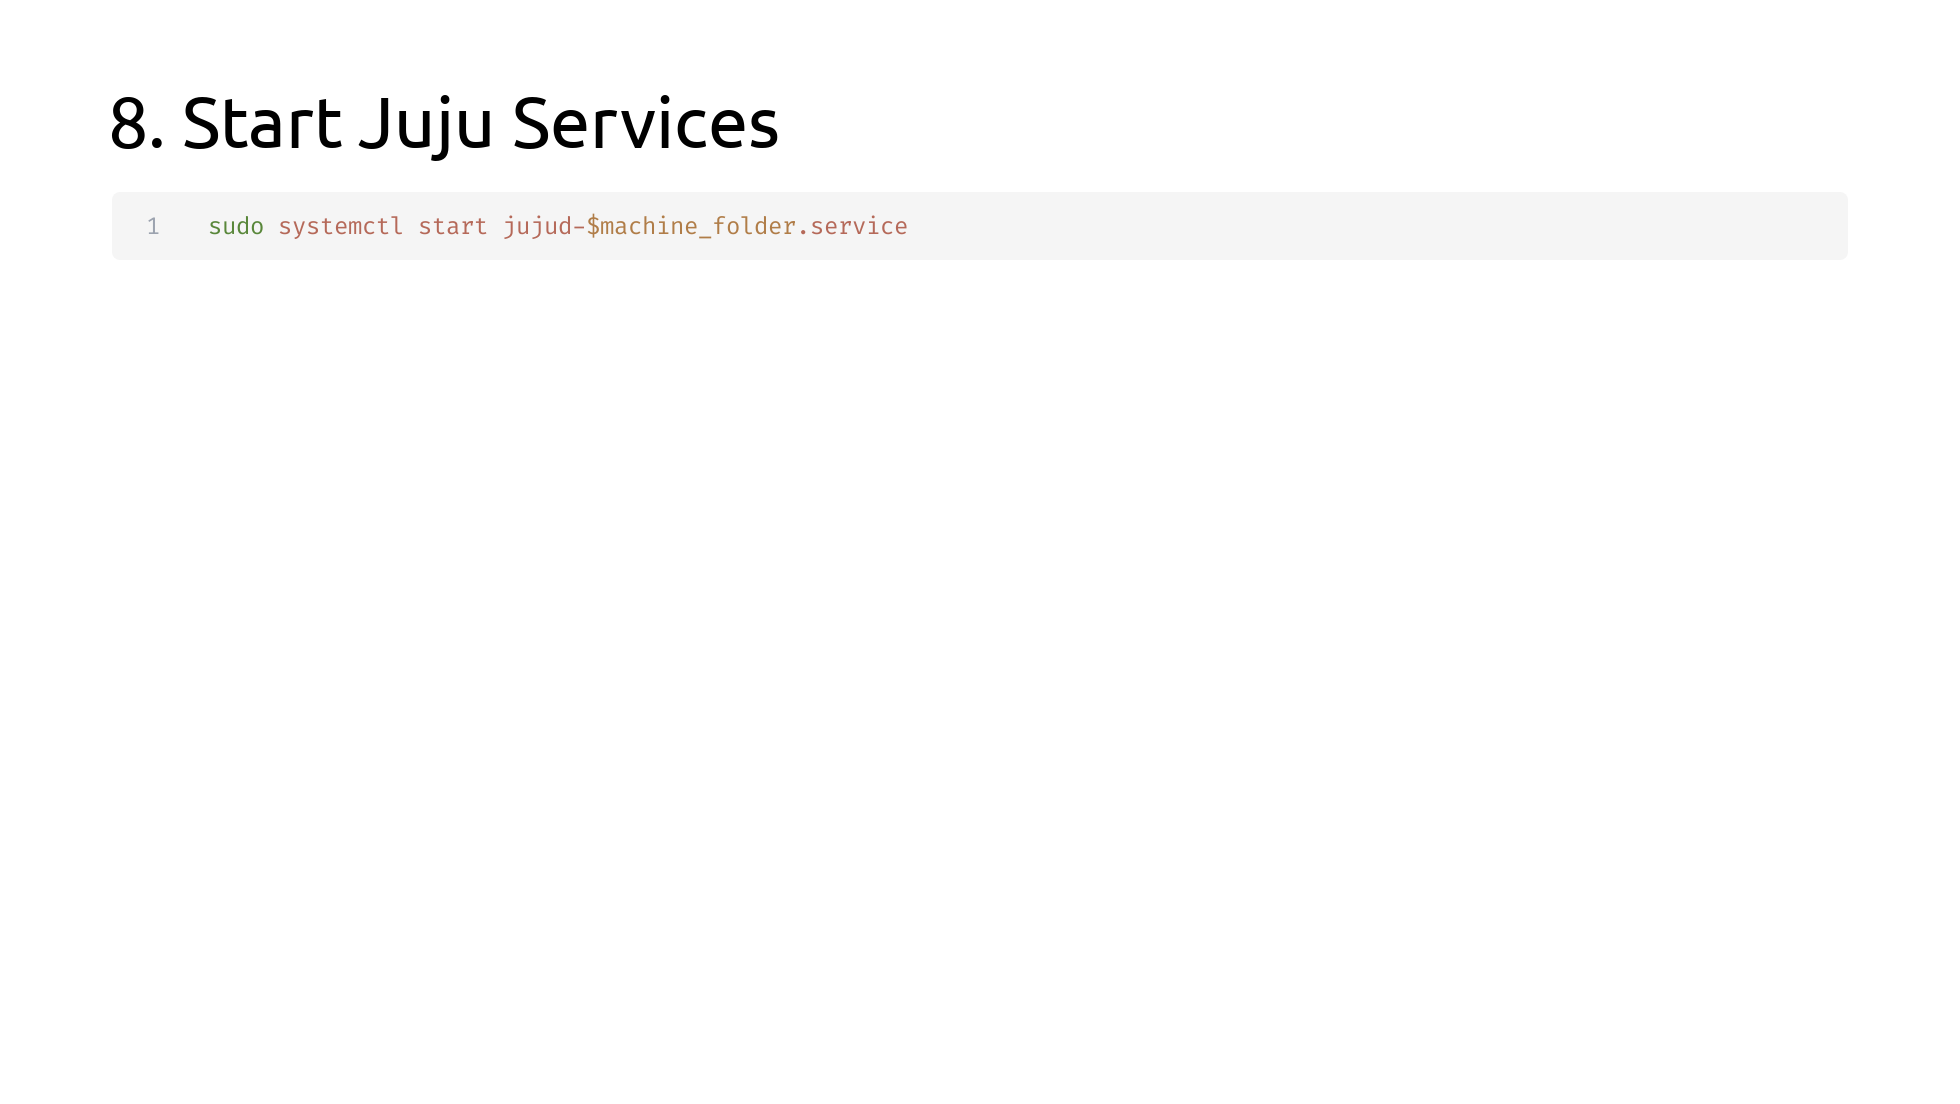 8. Start Juju Services
1 sudo systemctl start jujud-$machine_folder.service